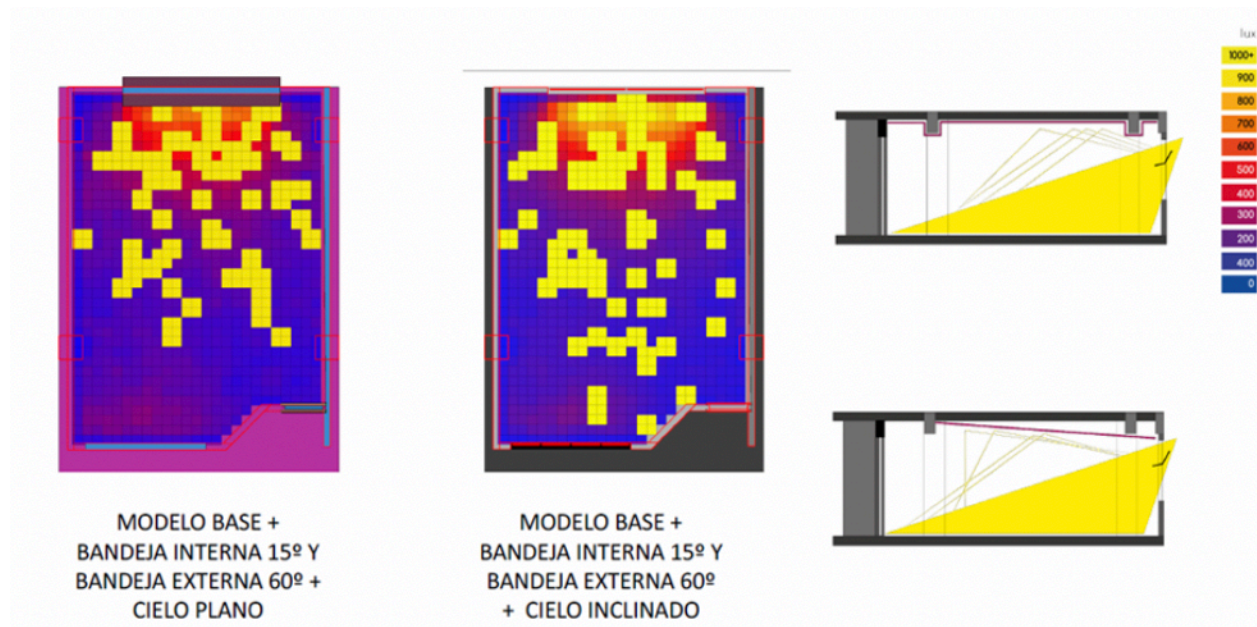 lux
1000+
900
800
700
600
500
400
300
200
400
0
MODELO BASE +
BANDEJA INTERNA 15º Y
BANDEJA EXTERNA 60º +
CIELO PLANO
MODELO BASE +
BANDEJA INTERNA 15º Y
BANDEJA EXTERNA 60º
+ CIELO INCLINADO